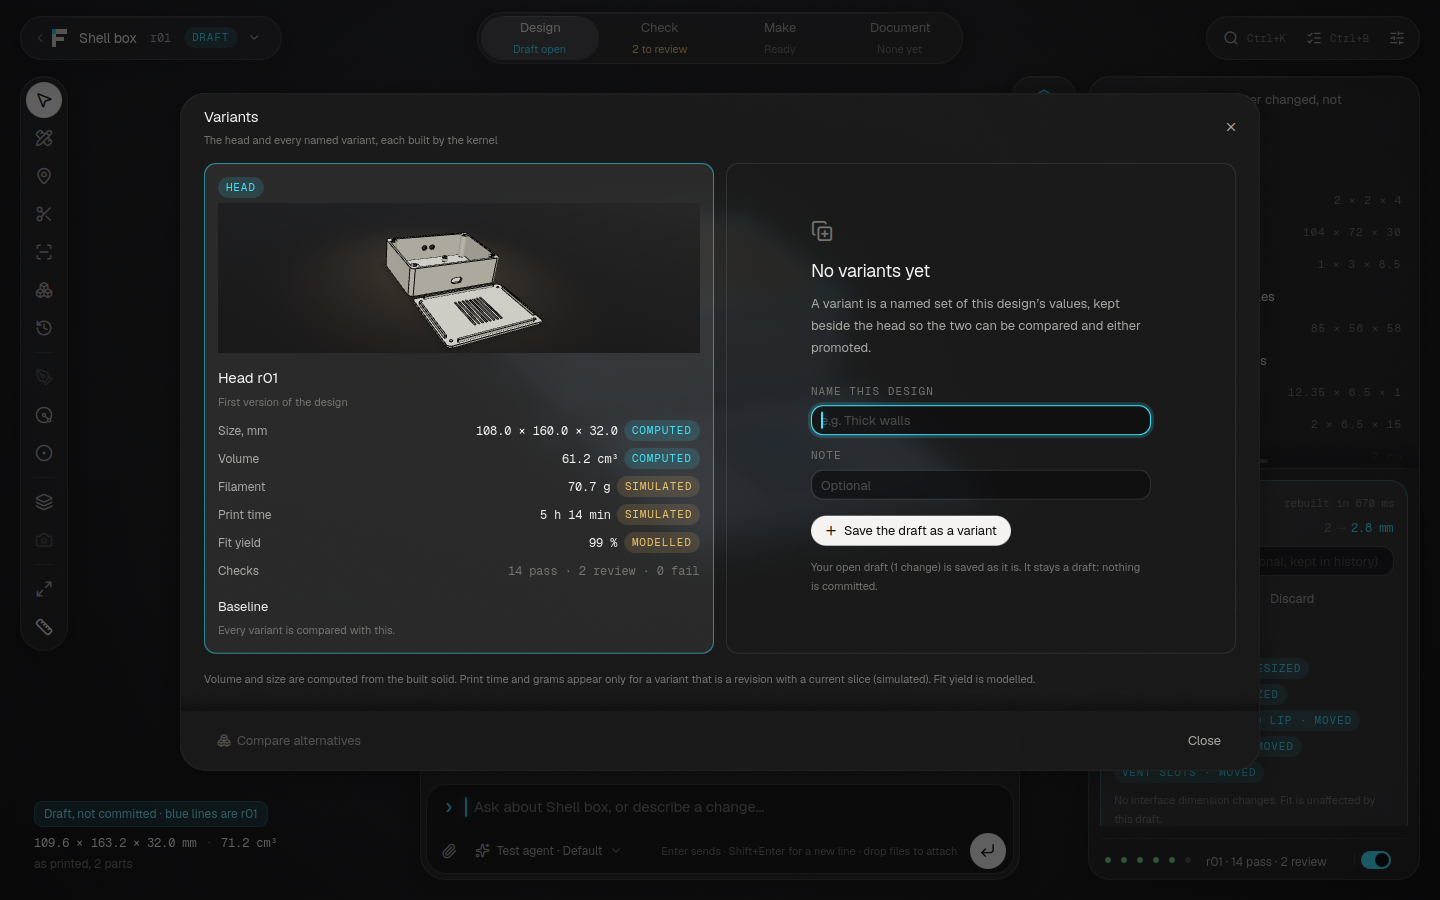 Shell box r01 DRAFT
Design
Draft open
Check
2 to review
Make
Ready
Document
None yet
Ctrl+K
Ctrl+B
Variants
The head and every named variant, each built by the kernel
er changed, not
HEAD
Head r01
First version of the design
Size, mm 108.0 × 160.0 × 32.0 COMPUTED
Volume 61.2 cm³ COMPUTED
Filament 70.7 g SIMULATED
Print time 5 h 14 min SIMULATED
Fit yield 99 % MODELLED
Checks 14 pass · 2 review · 0 fail
Baseline
Every variant is compared with this.
No variants yet
A variant is a named set of this design's values, kept
beside the head so the two can be compared and either
promoted.
NAME THIS DESIGN
e.g. Thick walls
NOTE
Optional
+ Save the draft as a variant
Your open draft (1 change) is saved as it is. It stays a draft: nothing
is committed.
Volume and size are computed from the built solid. Print time and grams appear only for a variant that is a revision with a current slice (simulated). Fit yield is modelled.
Compare alternatives
Close
2 × 2 × 4
104 × 72 × 30
1 × 3 × 8.5
es
85 × 56 × 58
s
12.35 × 6.5 × 1
2 × 6.5 × 15
rebuilt in 670 ms
2 → 2.8 mm
onal, kept in history)
Discard
ESIZED
ZED
LIP · MOVED
MOVED
VENT SLOTS · MOVED
No interface dimension changes. Fit is unaffected by
this draft.
r01 · 14 pass · 2 review
Draft, not committed · blue lines are r01
109.6 × 163.2 × 32.0 mm · 71.2 cm³
as printed, 2 parts
Ask about Shell box, or describe a change...
Test agent · Default
Enter sends · Shift+Enter for a new line · drop files to attach